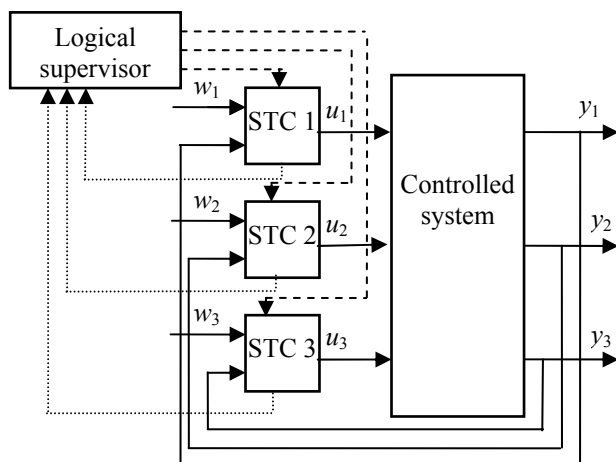 Logical
supervisor
w1
STC 1
u1
y1
Controlled
system
w2
STC 2
u2
y2
w3
STC 3
u3
y3